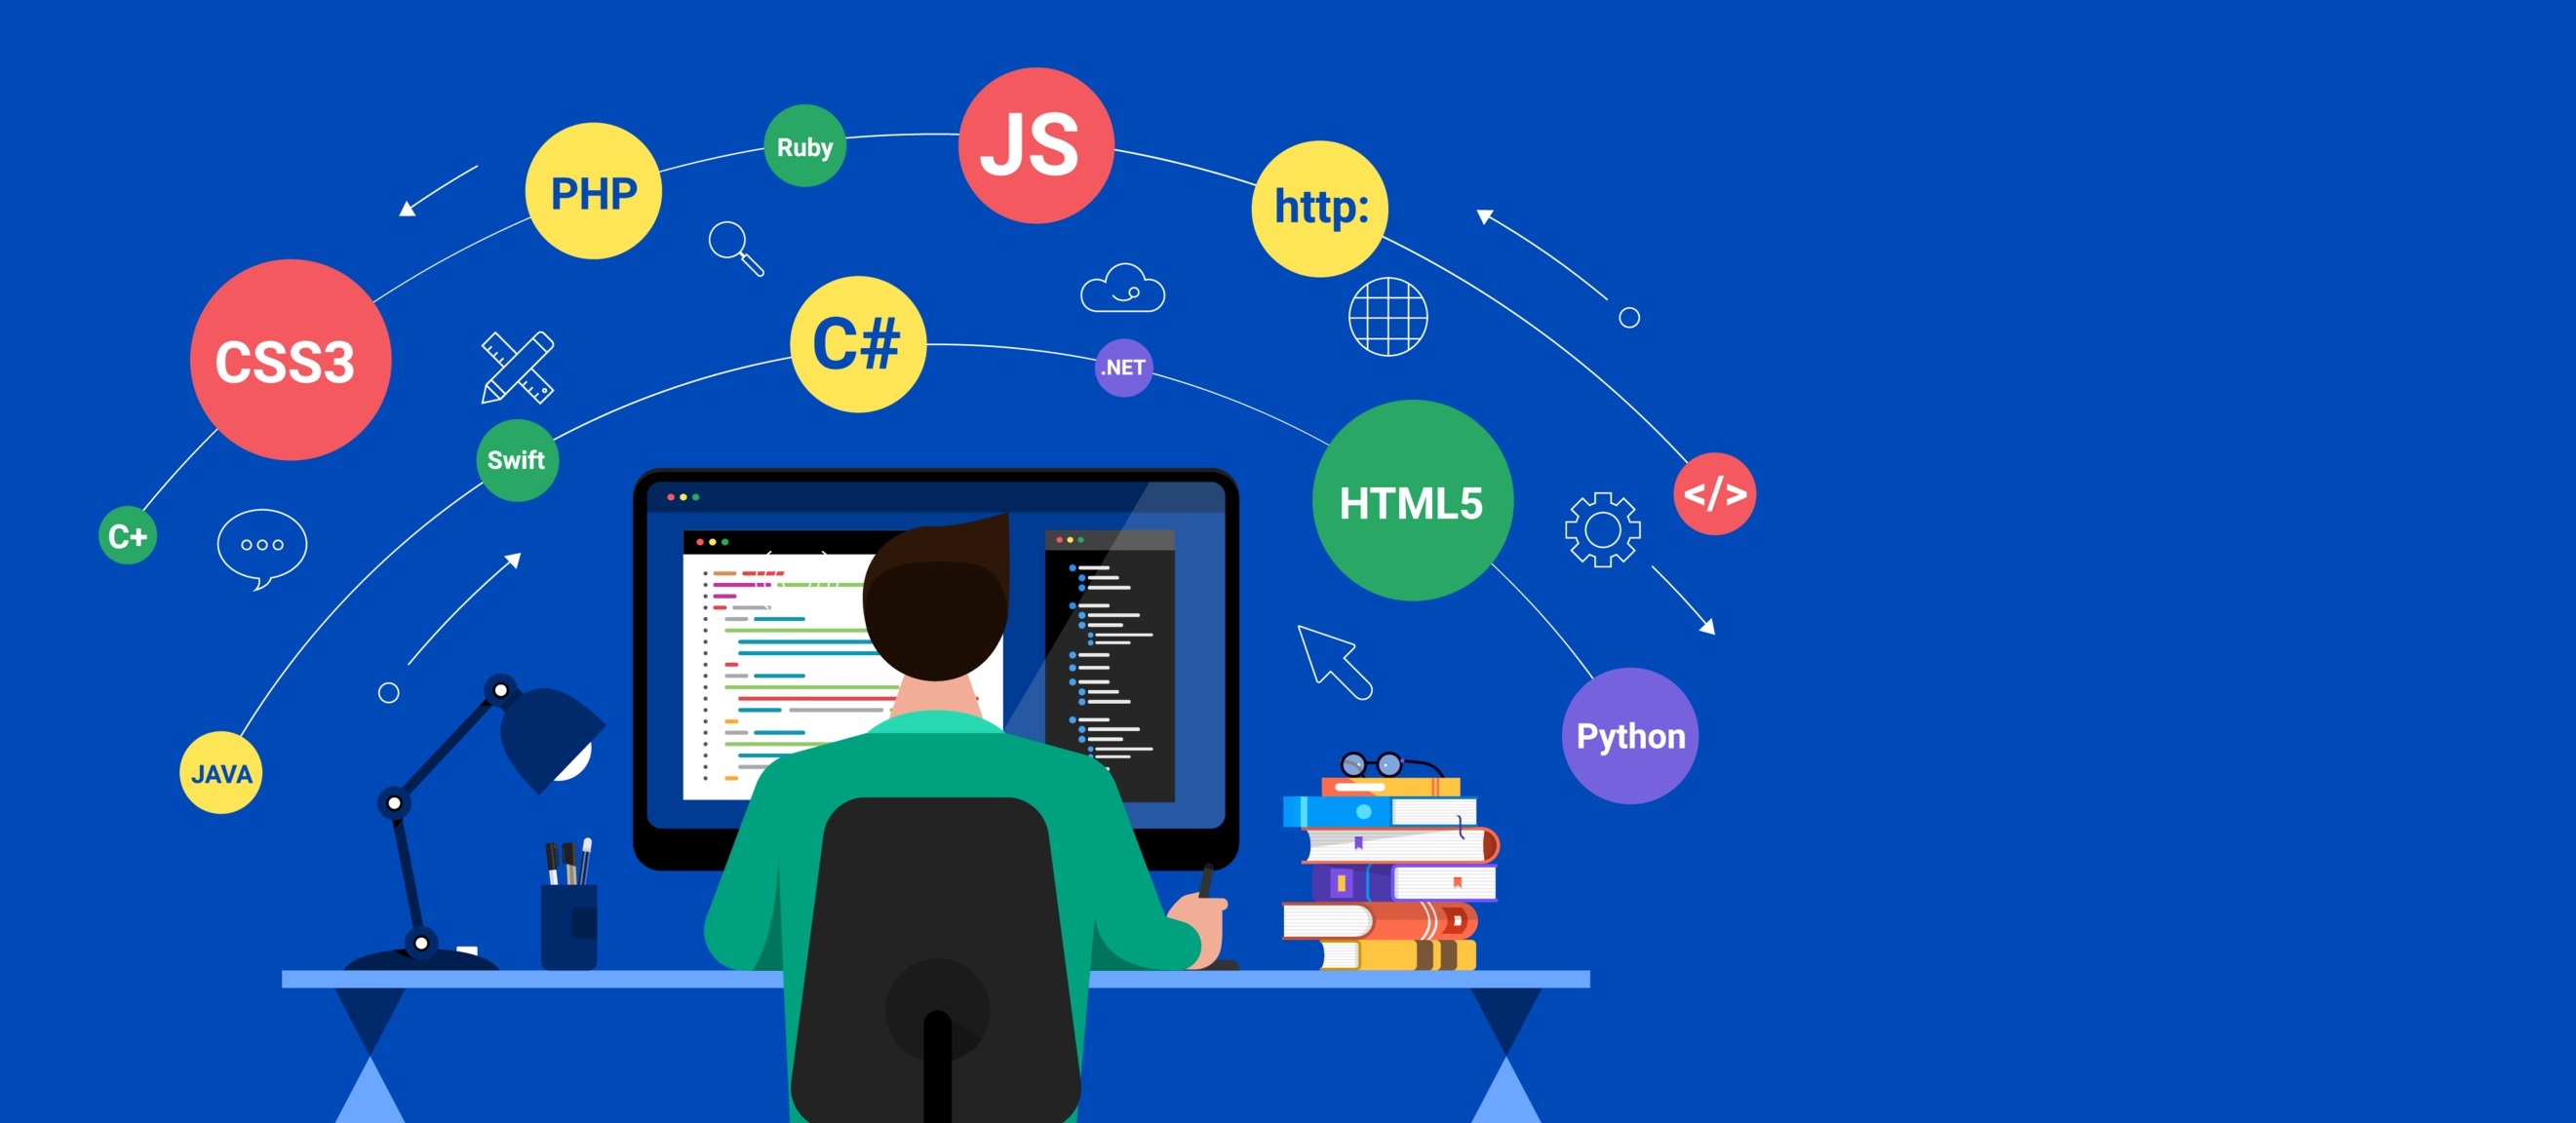 JS
Ruby
PHP
http:
C#
CSS3
.NET
Swift
HTML5
</>
C+
Python
JAVA